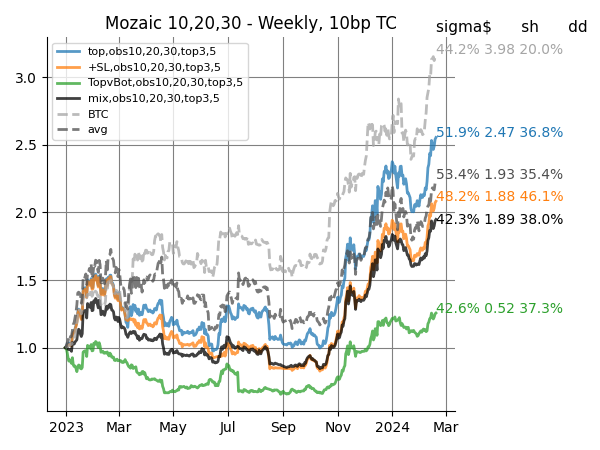 Mozaic 10,20,30 - Weekly, 10bp TC
sigma$ sh dd
top,obs10,20,30,top3,5
+SL,obs10,20,30,top3,5
TopvBot,obs10,20,30,top3,5
mix,obs10,20,30,top3,5
BTC
avg
44.2% 3.98 20.0%
51.9% 2.47 36.8%
53.4% 1.93 35.4%
48.2% 1.88 46.1%
42.3% 1.89 38.0%
42.6% 0.52 37.3%
3.0
2.5
2.0
1.5
1.0
2023 Mar May Jul Sep Nov 2024 Mar